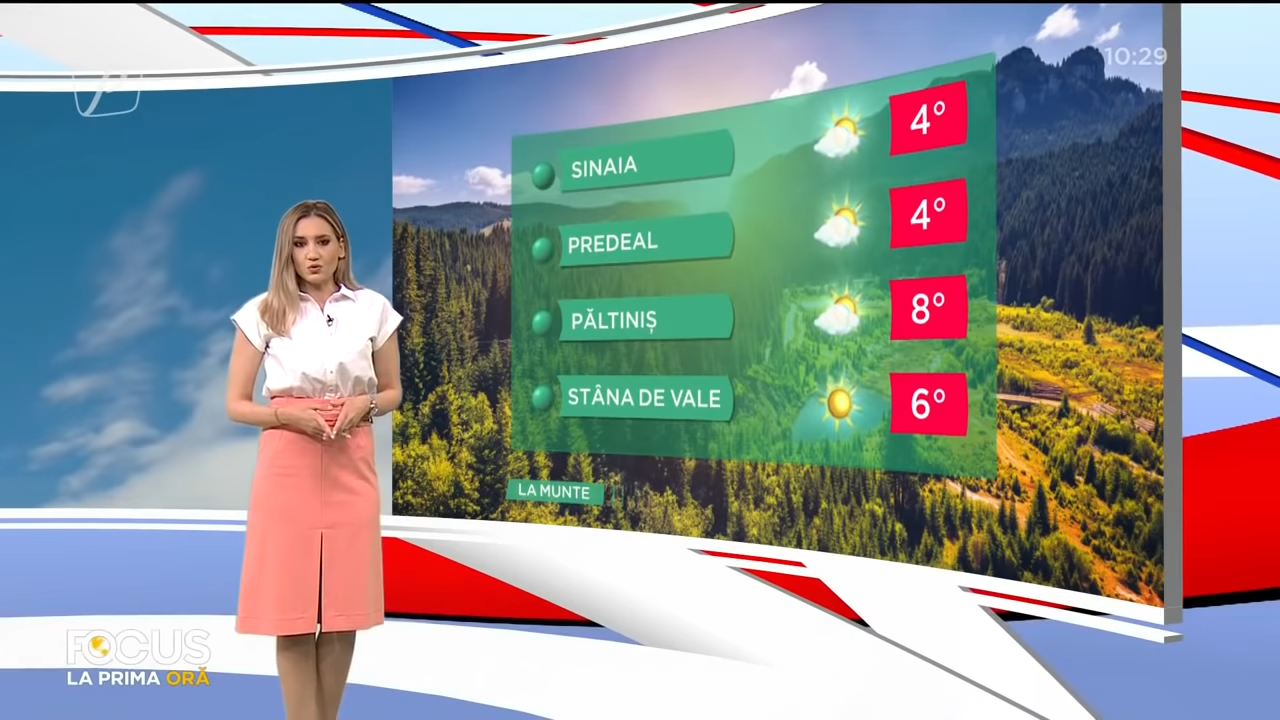 10:29
SINAIA 4°
PREDEAL 4°
PĂLTINIȘ 8°
STÂNA DE VALE 6°
LA MUNTE
FOCUS
LA PRIMA ORĂ